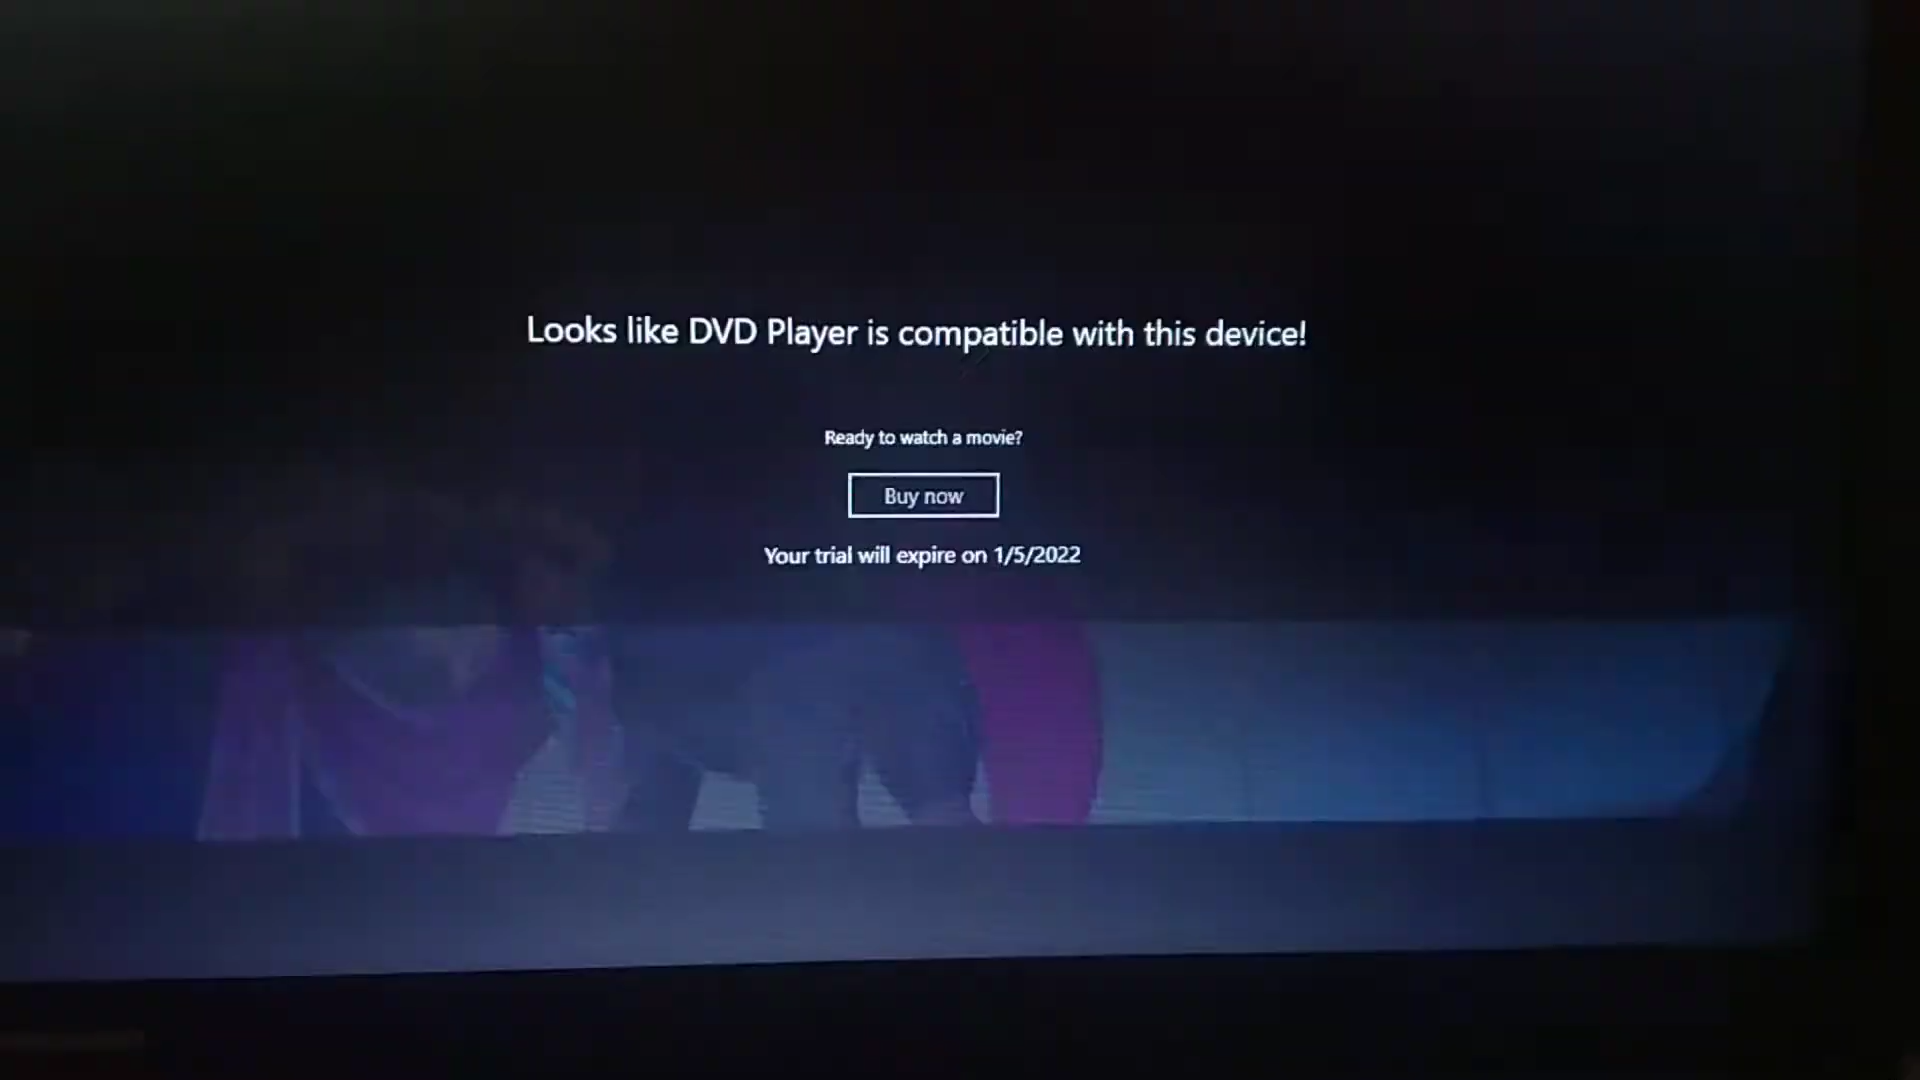 Looks like DVD Player is compatible with this device!
Ready to watch a movie?
Buy now
Your trial will expire on 1/5/2022